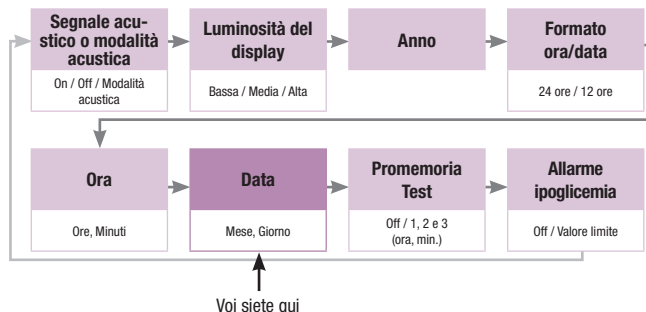 Segnale acu-
stico o modalità
acustica
On / Off / Modalità
acustica
Luminosità del
display
Bassa / Media / Alta
Anno
Formato
ora/data
24 ore / 12 ore
Ora
Ore, Minuti
Data
Mese, Giorno
Promemoria
Test
Off / 1, 2 e 3
(ora, min.)
Allarme
ipoglicemia
Off / Valore limite
Voi siete qui